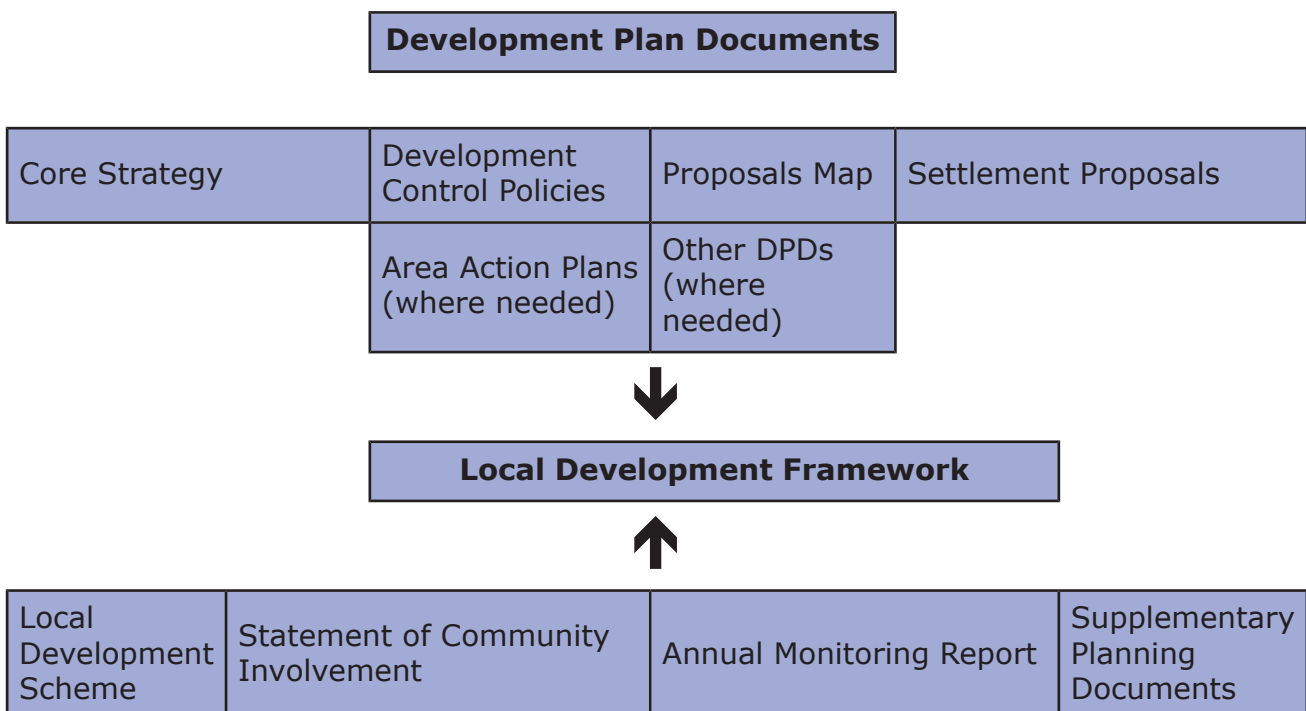 Development Plan Documents
Core Strategy
Development
Control Policies
Proposals Map
Settlement Proposals
Area Action Plans
(where needed)
Other DPDs
(where
needed)
Local Development Framework
Local
Development
Scheme
Statement of Community
Involvement
Annual Monitoring Report
Supplementary
Planning
Documents